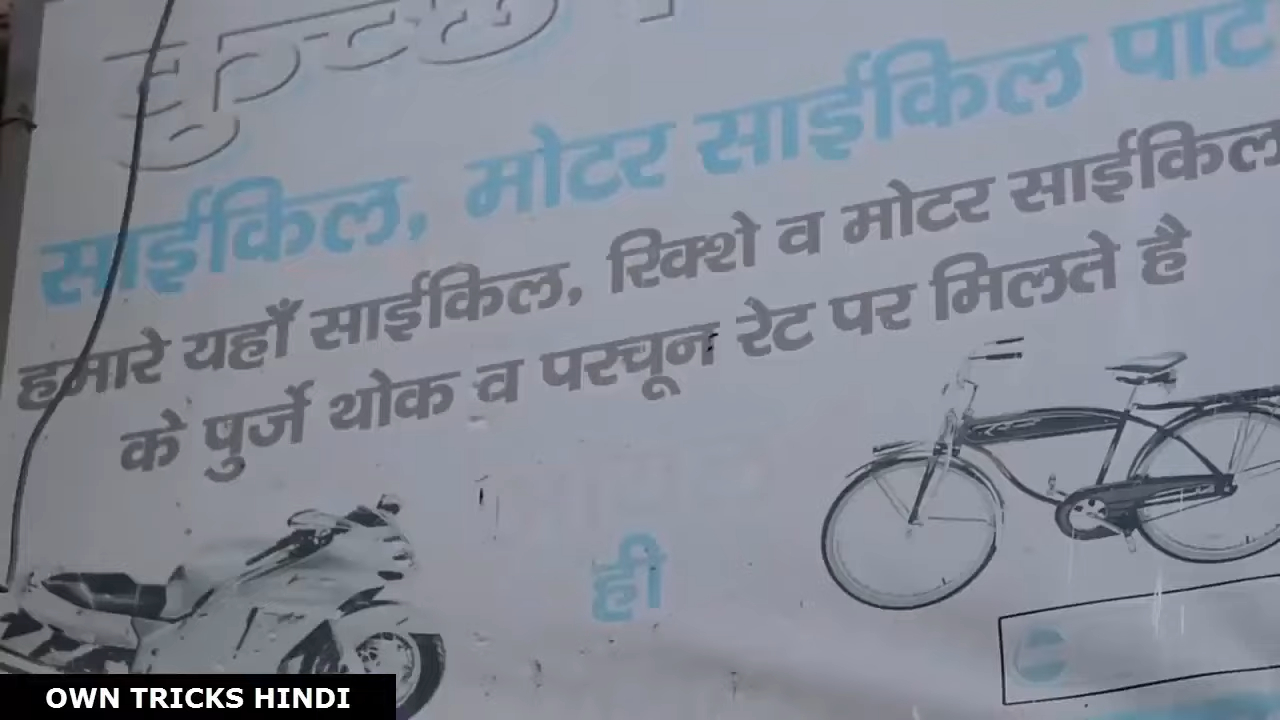 साईकिल, मोटर साईकिल पार्ट
हमारे यहाँ साईकिल, रिक्शे व मोटर साईकिल
के पुर्जे थोक व परचून रेट पर मिलते है
ही
OWN TRICKS HINDI